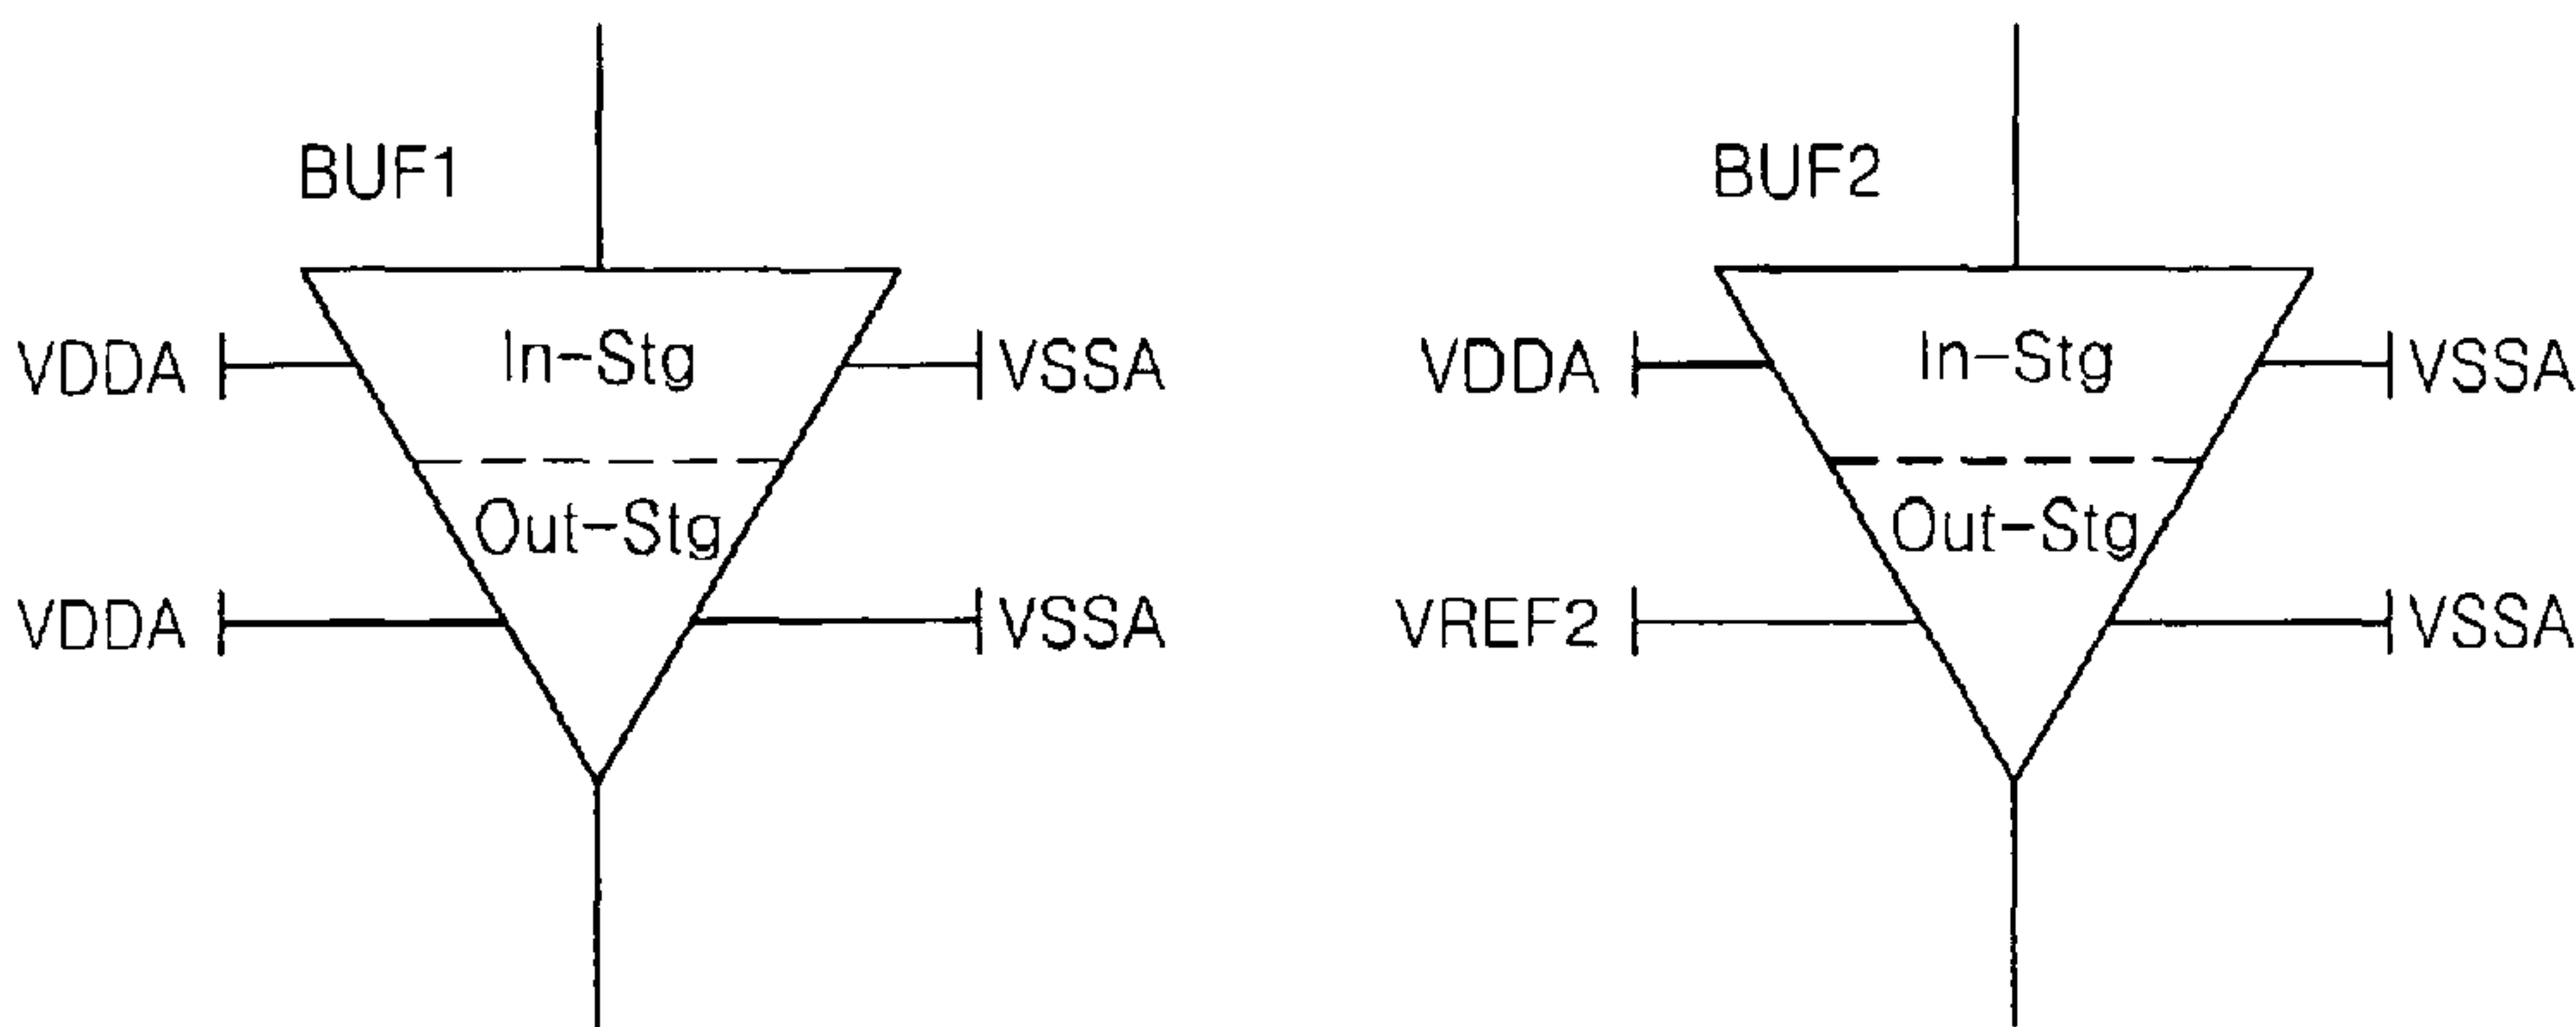 BUF1
VDDA
In-Stg
VSSA
Out-Stg
VDDA
VSSA
BUF2
VDDA
In-Stg
VSSA
Out-Stg
VREF2
VSSA